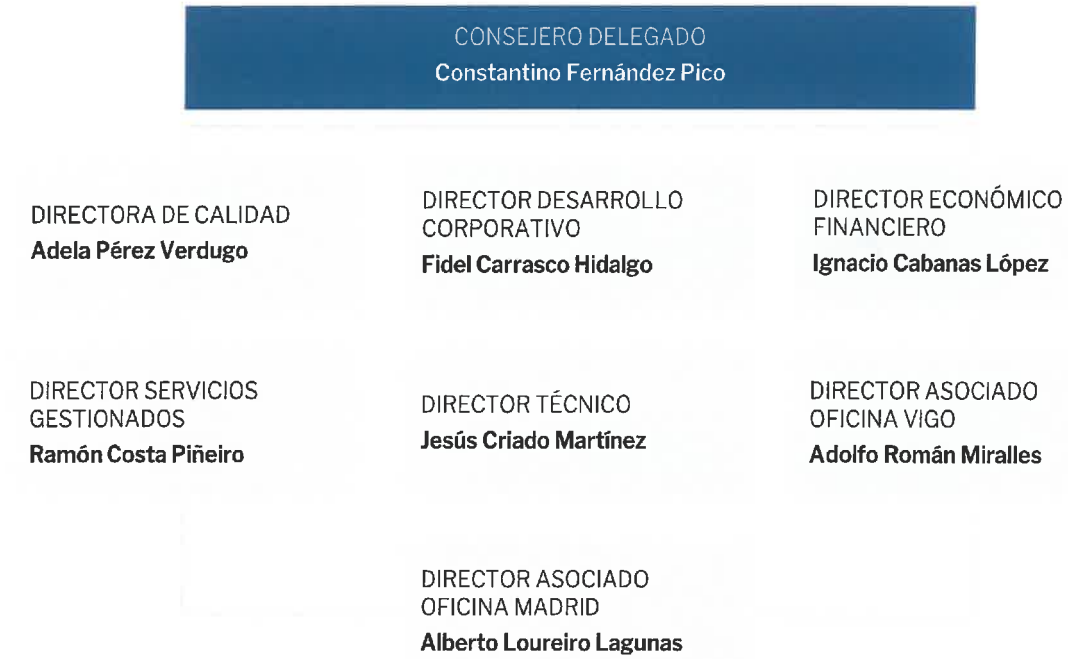 CONSEJERO DELEGADO
Constantino Fernández Pico
DIRECTORA DE CALIDAD
Adela Pérez Verdugo
DIRECTOR DESARROLLO
CORPORATIVO
Fidel Carrasco Hidalgo
DIRECTOR ECONÓMICO
FINANCIERO
Ignacio Cabanas López
DIRECTOR SERVICIOS
GESTIONADOS
Ramón Costa Piñeiro
DIRECTOR TÉCNICO
Jesús Criado Martínez
DIRECTOR ASOCIADO
OFICINA VIGO
Adolfo Román Miralles
DIRECTOR ASOCIADO
OFICINA MADRID
Alberto Loureiro Lagunas